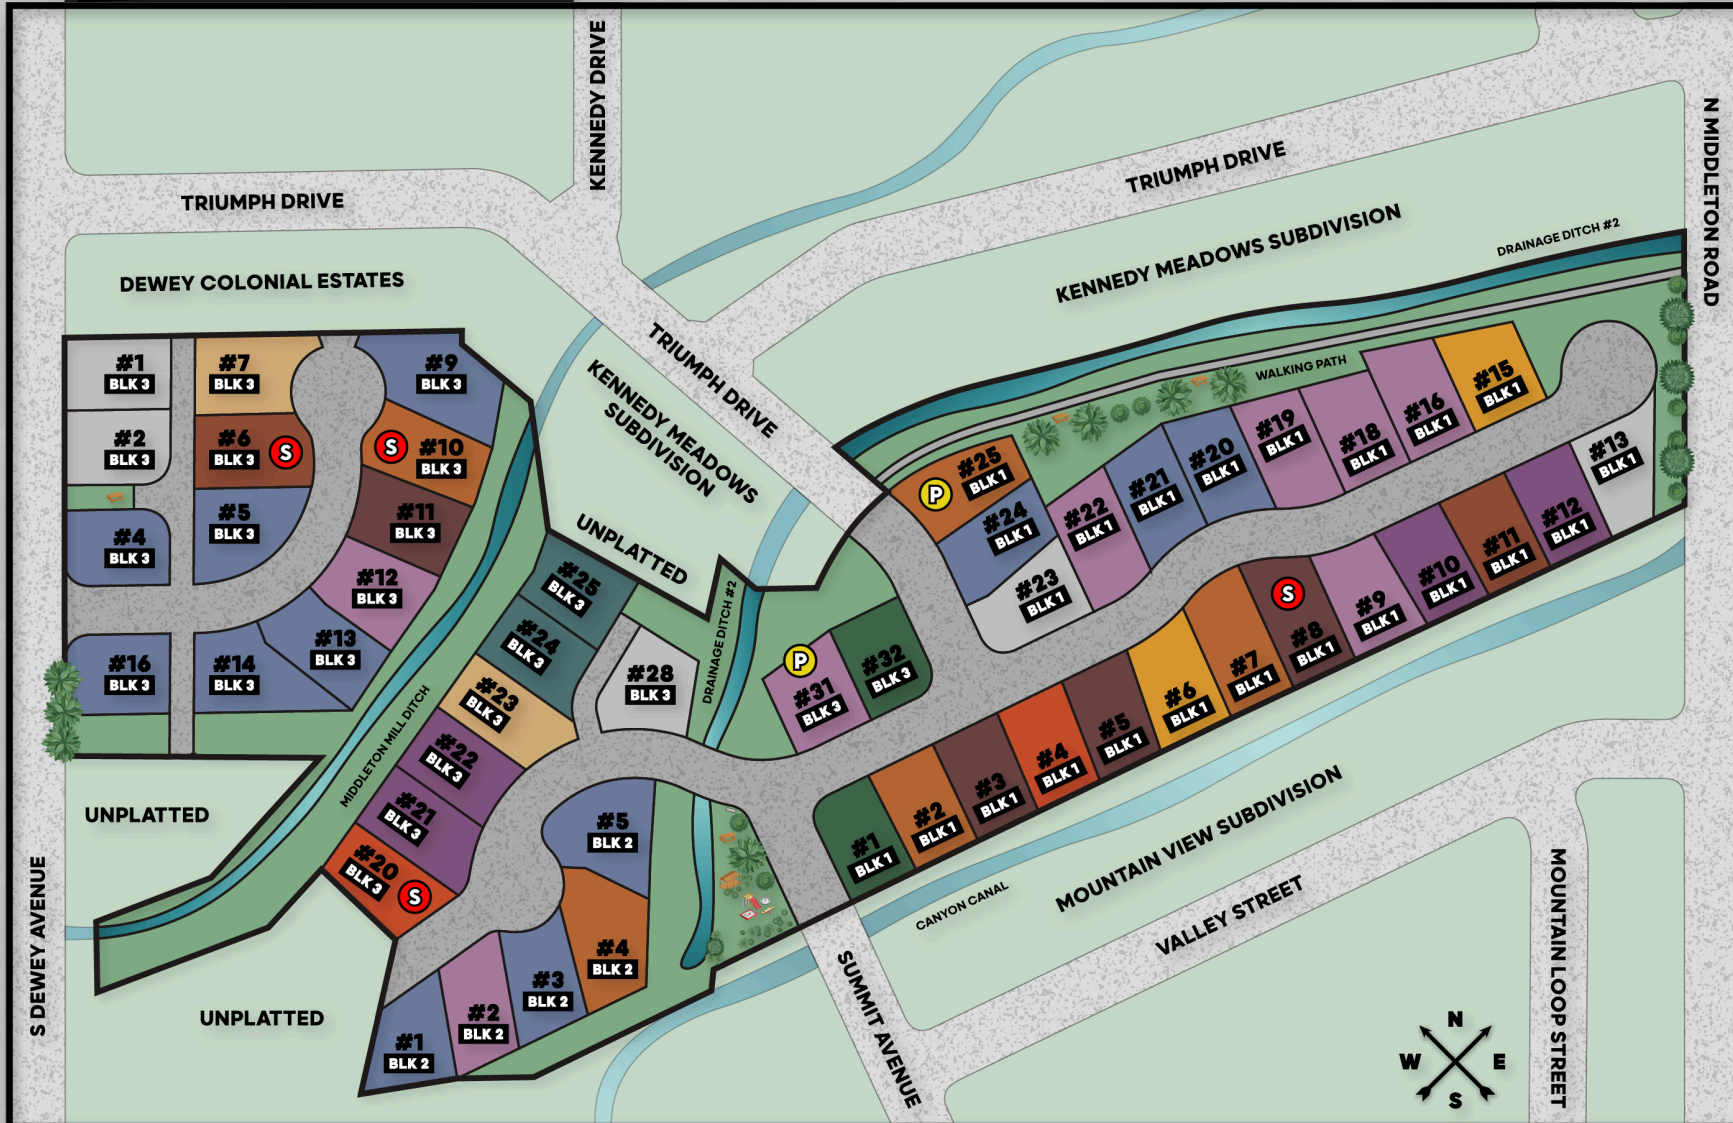 KENNEDY DRIVE
TRIUMPH DRIVE
TRIUMPH DRIVE
N MIDDLETON ROAD
KENNEDY MEADOWS SUBDIVISION
DRAINAGE DITCH #2
DEWEY COLONIAL ESTATES
TRIUMPH DRIVE
KENNEDY MEADOWS
SUBDIVISION
UNPLATTED
WALKING PATH
#1
BLK 3
#7
BLK 3
#9
BLK 3
#2
BLK 3
#6
BLK 3
S
S
#10
BLK 3
#4
BLK 3
#5
BLK 3
#11
BLK 3
#12
BLK 3
#13
BLK 3
#16
BLK 3
#14
BLK 3
#25
BLK 3
#24
BLK 3
#23
BLK 3
#22
BLK 3
#21
BLK 3
#20
BLK 3
S
#28
BLK 3
DRAINAGE DITCH #2
P
#31
BLK 3
#32
BLK 3
P
#25
BLK 1
#24
BLK 1
#23
BLK 1
#22
BLK 1
#21
BLK 1
#20
BLK 1
#19
BLK 1
#18
BLK 1
#16
BLK 1
#15
BLK 1
#13
BLK 1
#12
BLK 1
#11
BLK 1
#10
BLK 1
#9
BLK 1
S
#8
BLK 1
#7
BLK 1
#6
BLK 1
#5
BLK 1
#4
BLK 1
#3
BLK 1
#2
BLK 1
#1
BLK 1
#5
BLK 2
#4
BLK 2
#3
BLK 2
#2
BLK 2
#1
BLK 2
MIDDLETON MILL DITCH
UNPLATTED
UNPLATTED
S DEWEY AVENUE
CANYON CANAL
MOUNTAIN VIEW SUBDIVISION
VALLEY STREET
SUMMIT AVENUE
MOUNTAIN LOOP STREET
N
W
E
S